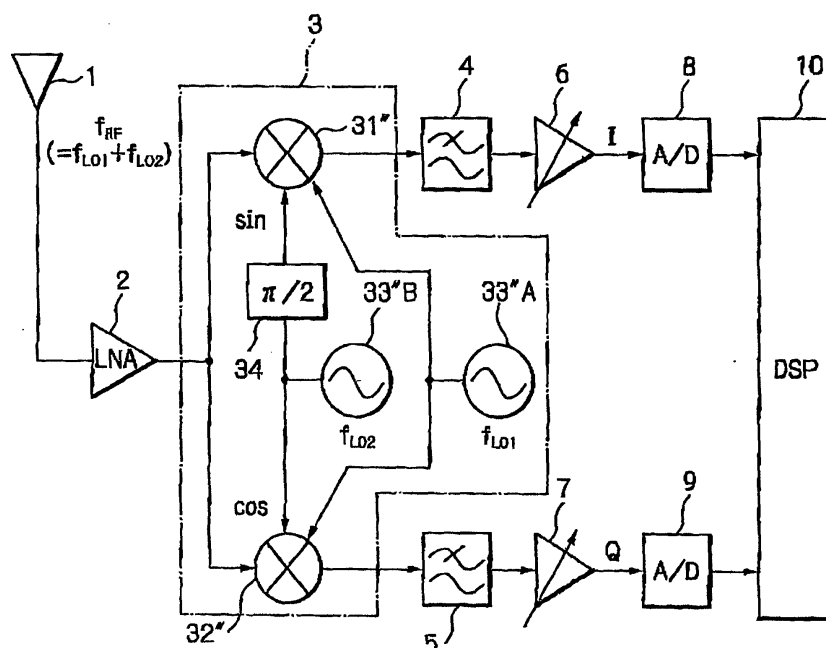 3
1
4
6
8
10
f_RF
(=f_LO1+f_LO2)
31″
I
A/D
sin
π/2
33″B
33″A
2
LNA
34
DSP
f_LO2
f_LO1
cos
7
9
Q
A/D
32″
5